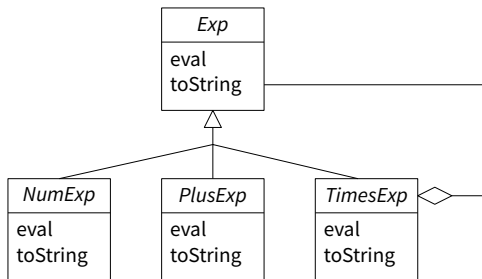 Exp
eval
toString
NumExp
eval
toString
PlusExp
eval
toString
TimesExp
eval
toString